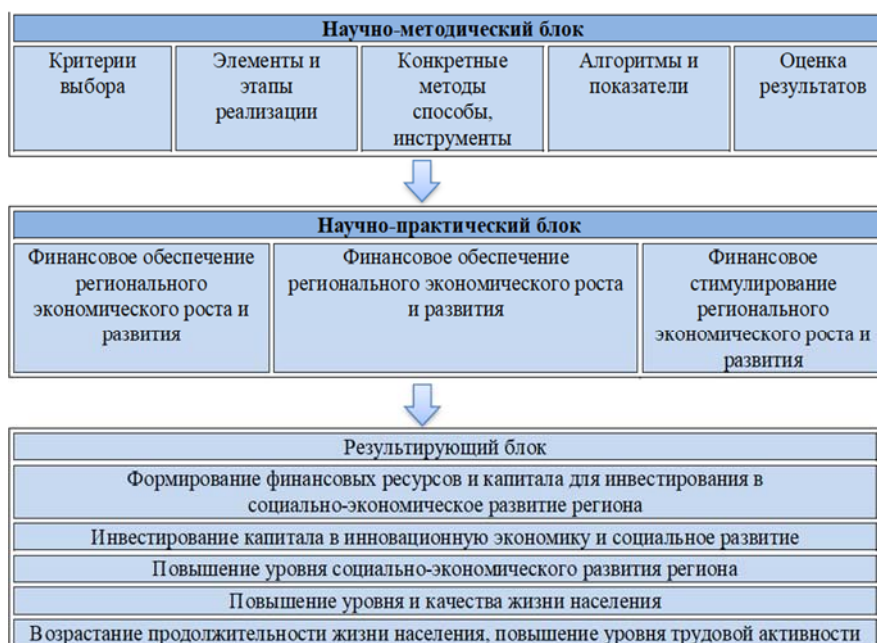 Научно-методический блок
Критерии
выбора
Элементы и
этапы
реализации
Конкретные
методы
способы,
инструменты
Алгоритмы и
показатели
Оценка
результатов
Научно-практический блок
Финансовое обеспечение
регионального
экономического роста и
развития
Финансовое обеспечение
регионального экономического роста
и развития
Финансовое
стимулирование
регионального
экономического роста и
развития
Результирующий блок
Формирование финансовых ресурсов и капитала для инвестирования в
социально-экономическое развитие региона
Инвестирование капитала в инновационную экономику и социальное развитие
Повышение уровня социально-экономического развития региона
Повышение уровня и качества жизни населения
Возрастание продолжительности жизни населения, повышение уровня трудовой активности